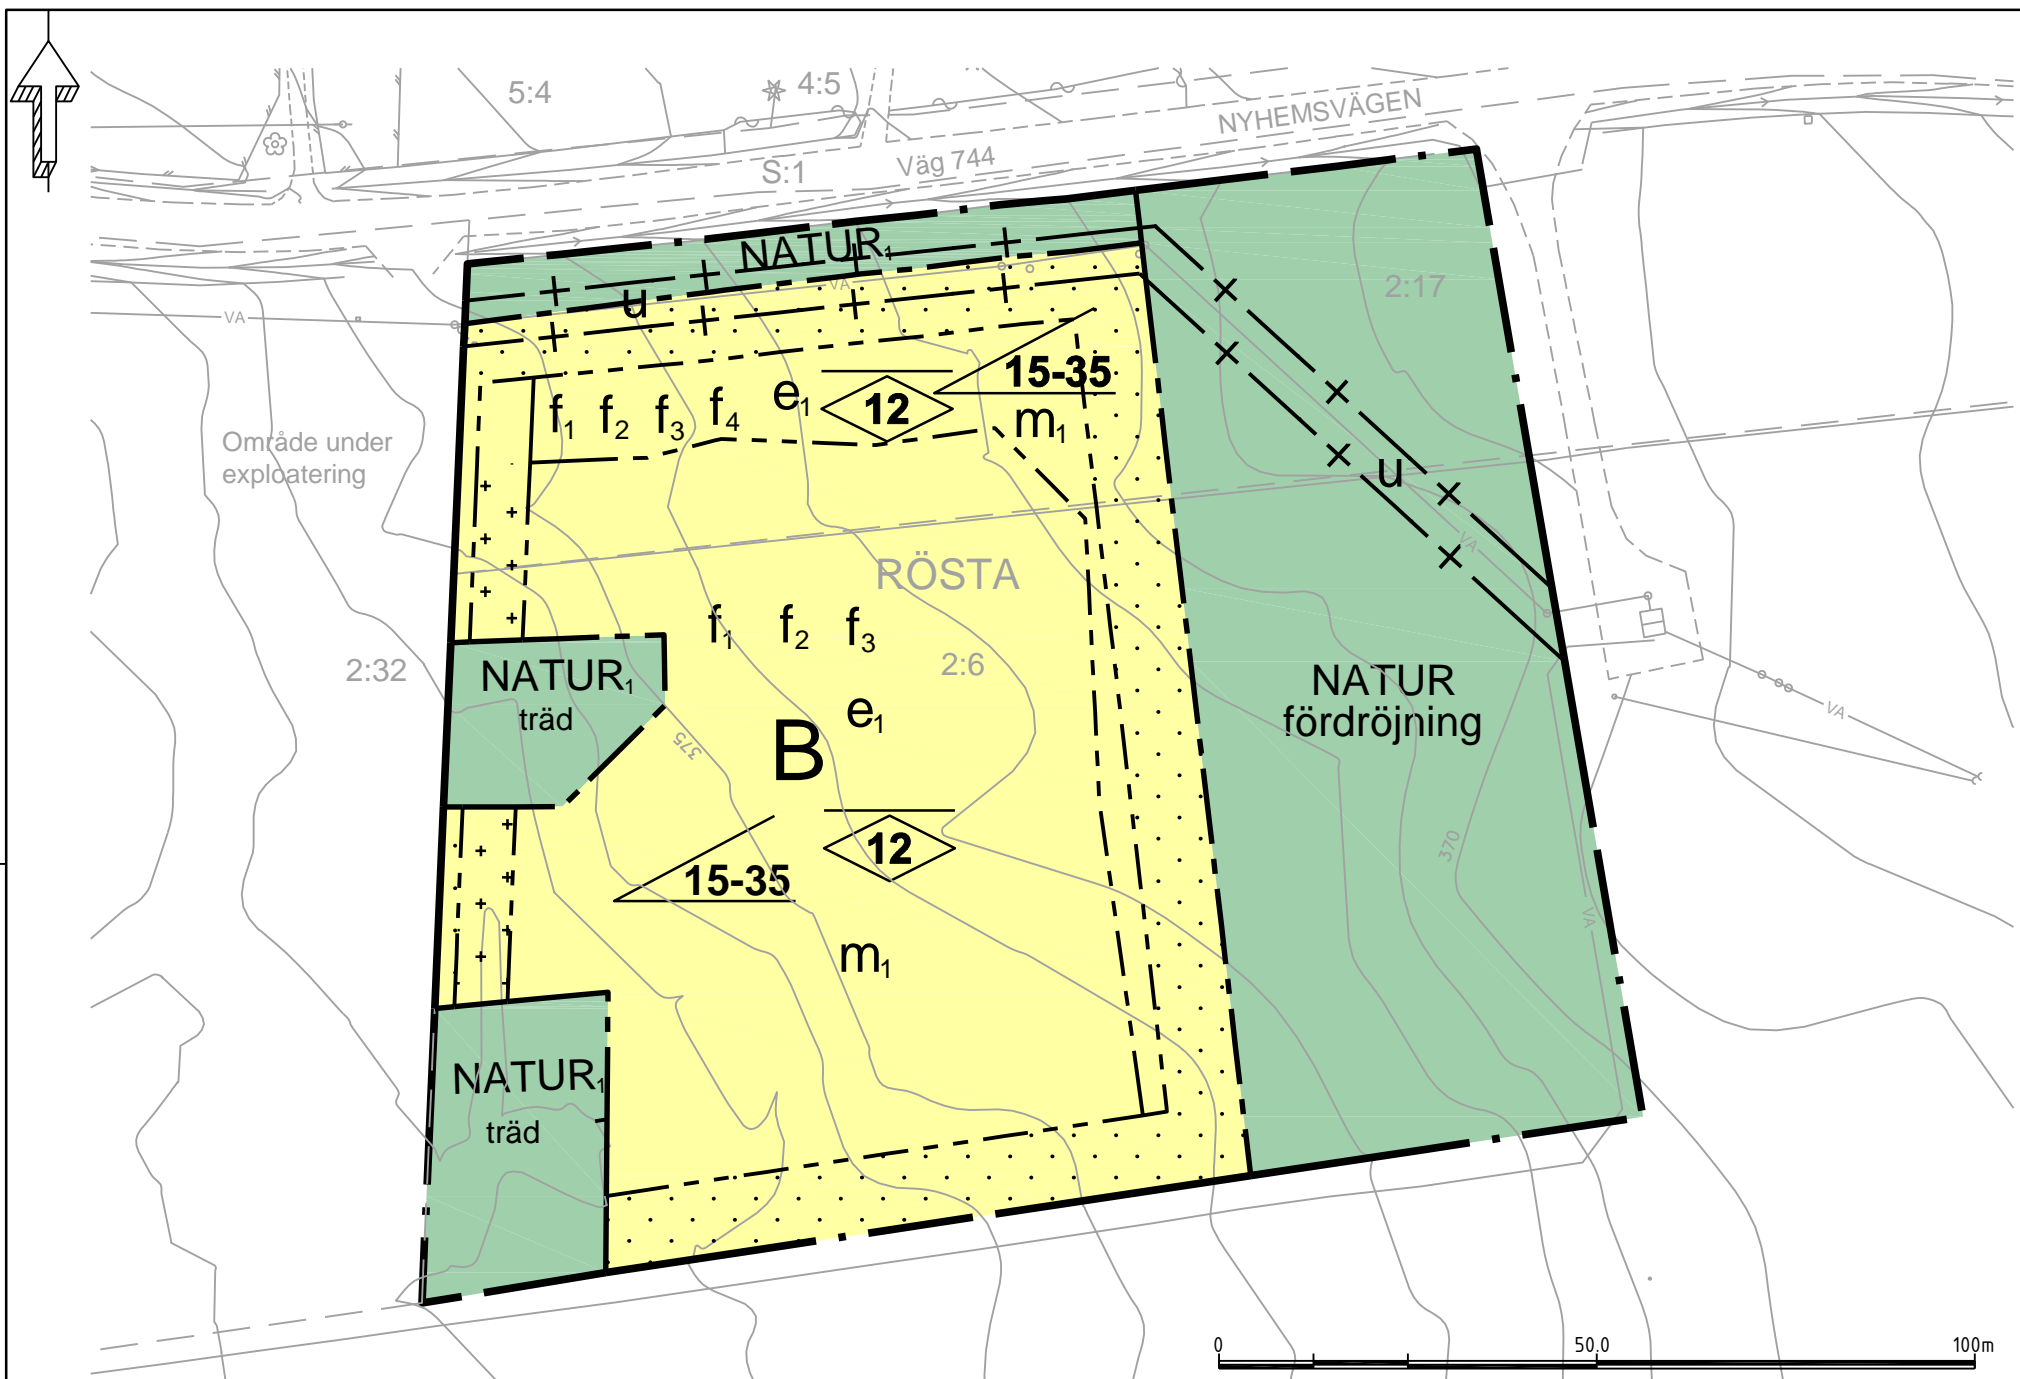 5:4
4:5
NYHEMSVÄGEN
S:1
Väg 744
NATUR1
u
VA
2:17
VA
15-35
e1
12
f1 f2 f3 f4
m1
Område under
exploatering
u
VA
RÖSTA
f1 f2 f3
2:32
2:6
NATUR1
träd
NATUR
fördröjning
e1
VA
375
B
12
370
15-35
VA
m1
NATUR1
träd
0 50.0 100m